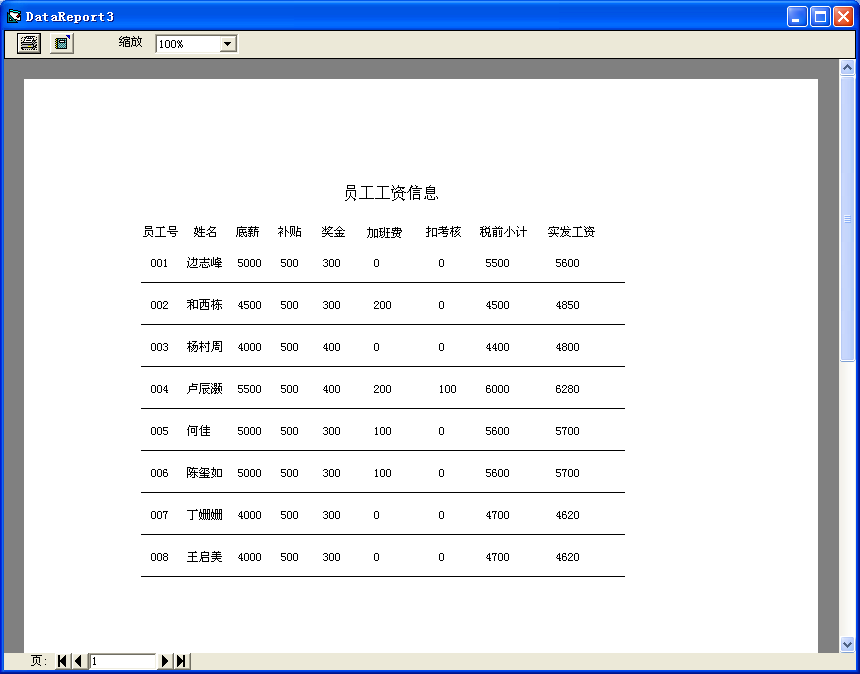 DataReport3
缩放 100%
员工工资信息
员工号 姓名 底薪 补贴 奖金 加班费 扣考核 税前小计 实发工资
001 边志峰 5000 500 300 0 0 5500 5600
002 和西栋 4500 500 300 200 0 4500 4850
003 杨村周 4000 500 400 0 0 4400 4800
004 卢辰灏 5500 500 400 200 100 6000 6280
005 何佳 5000 500 300 100 0 5600 5700
006 陈玺如 5000 500 300 100 0 5600 5700
007 丁姗姗 4000 500 300 0 0 4700 4620
008 王启美 4000 500 300 0 0 4700 4620
页: 1